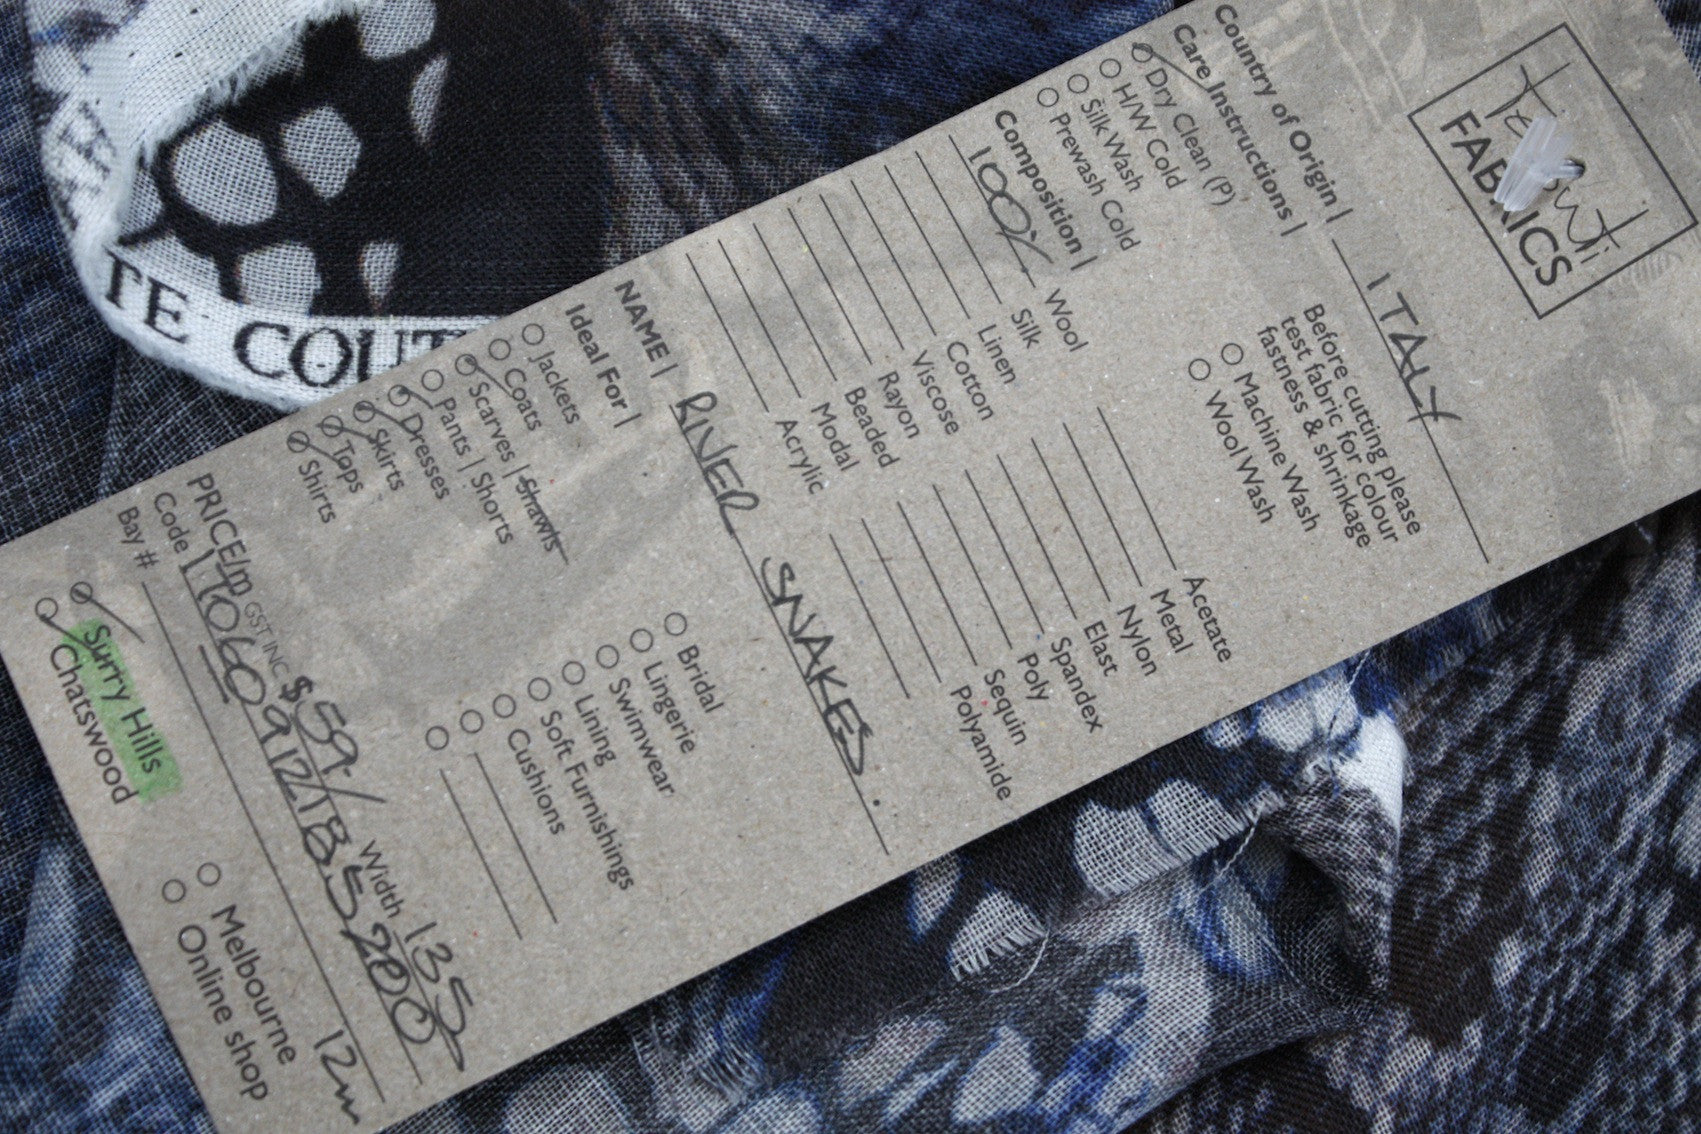 Tessuti
FABRICS
Country of Origin | ITALY
Care Instructions |
Dry Clean (P)
H/W Cold
Silk Wash
Prewash Cold
Before cutting please
test fabric for colour
fastness & shrinkage
Machine Wash
Wool Wash
Composition |
100% Wool
Silk
Linen
Cotton
Viscose
Rayon
Beaded
Modal
Acrylic
Acetate
Metal
Nylon
Elast
Spandex
Poly
Sequin
Polyamide
NAME | RIVER SNAKES.
Ideal For |
Jackets
Coats
Scarves | Shawls
Pants | Shorts
Dresses
Skirts
Tops
Shirts
Bridal
Lingerie
Swimwear
Lining
Soft Furnishings
Cushions
PRICE/m GST INC $59./ Width 135
Code 17060912185200
Bay # 12m
Surry Hills
Chatswood
Melbourne
Online shop
TE COUT